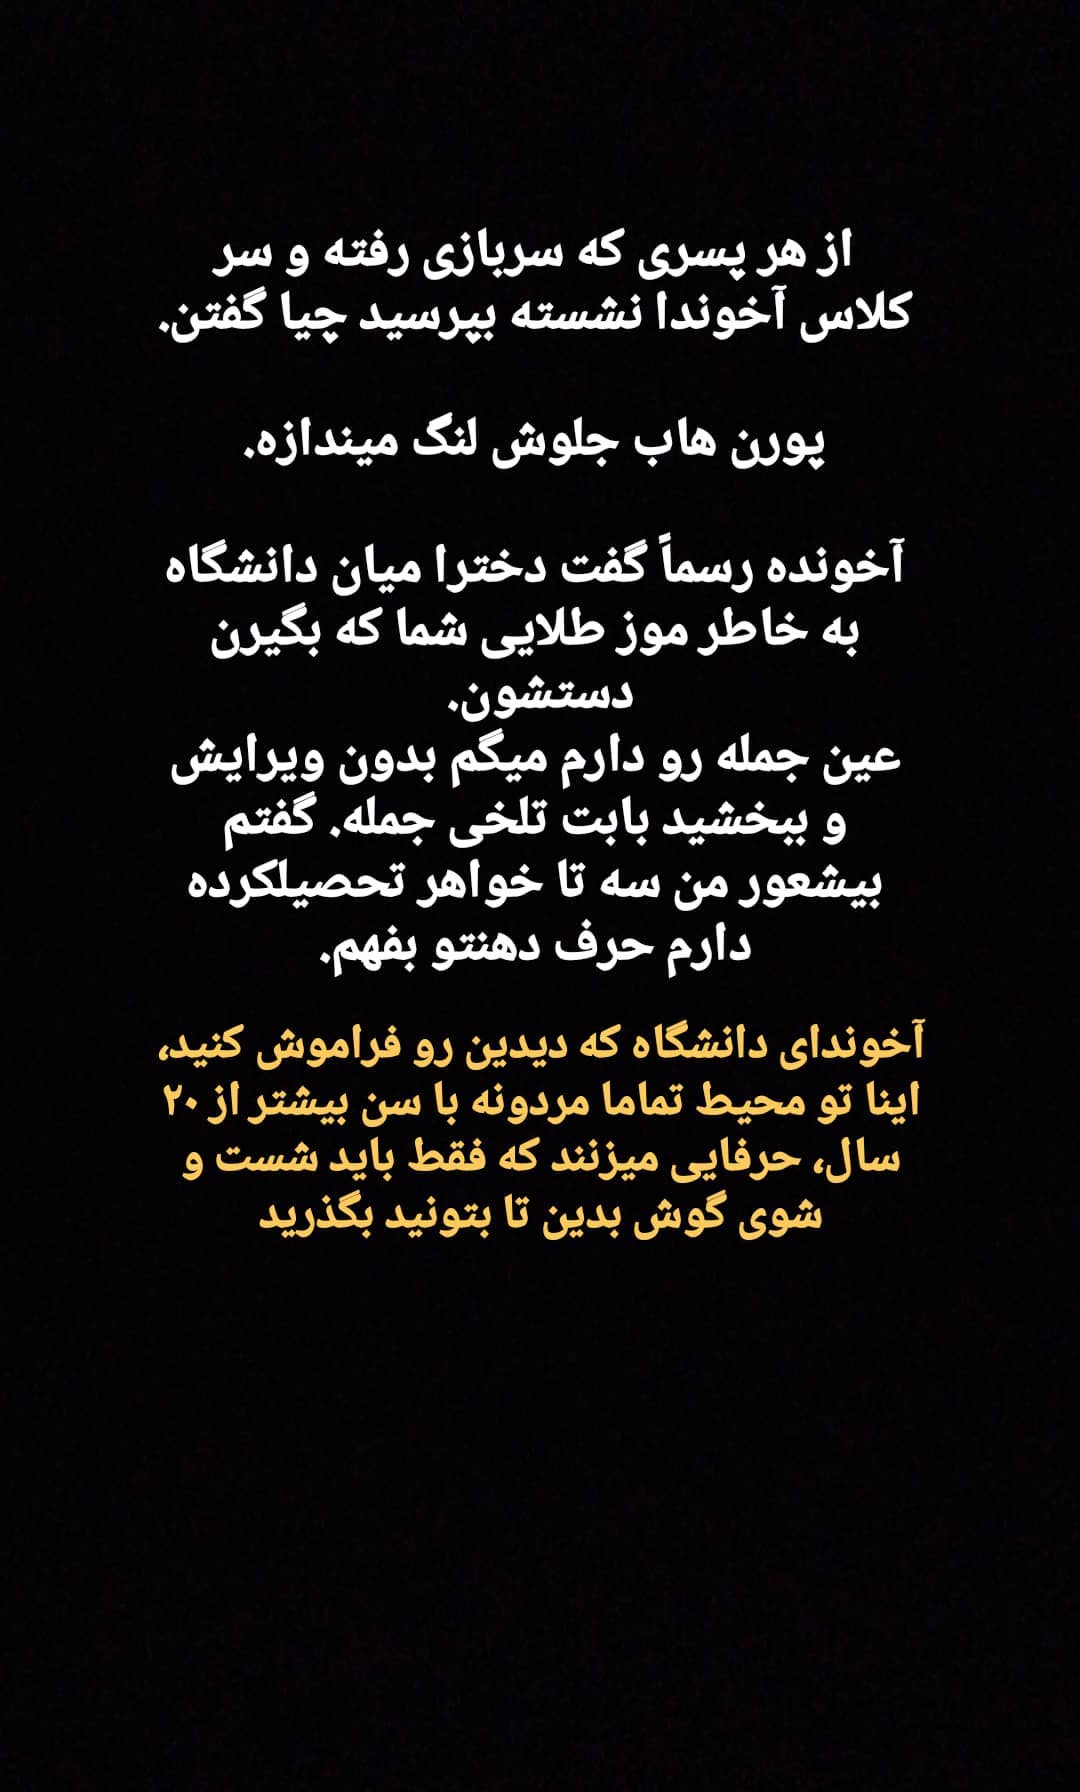 از هر پسری که سربازی رفته و سر
کلاس آخوندا نشسته بپرسید چیا گفتن.
پورن هاب جلوش لنگ میندازه.
آخونده رسماً گفت دخترا میان دانشگاه
به خاطر موز طلایی شما که بگیرن
دستشون.
عین جمله رو دارم میگم بدون ویرایش
و ببخشید بابت تلخی جمله. گفتم
بیشعور من سه تا خواهر تحصیلکرده
دارم حرف دهنتو بفهم.
آخوندای دانشگاه که دیدین رو فراموش کنید،
اینا تو محیط تماما مردونه با سن بیشتر از ۲۰
سال، حرفایی میزنند که فقط باید شست و
شوی گوش بدین تا بتونید بگذرید